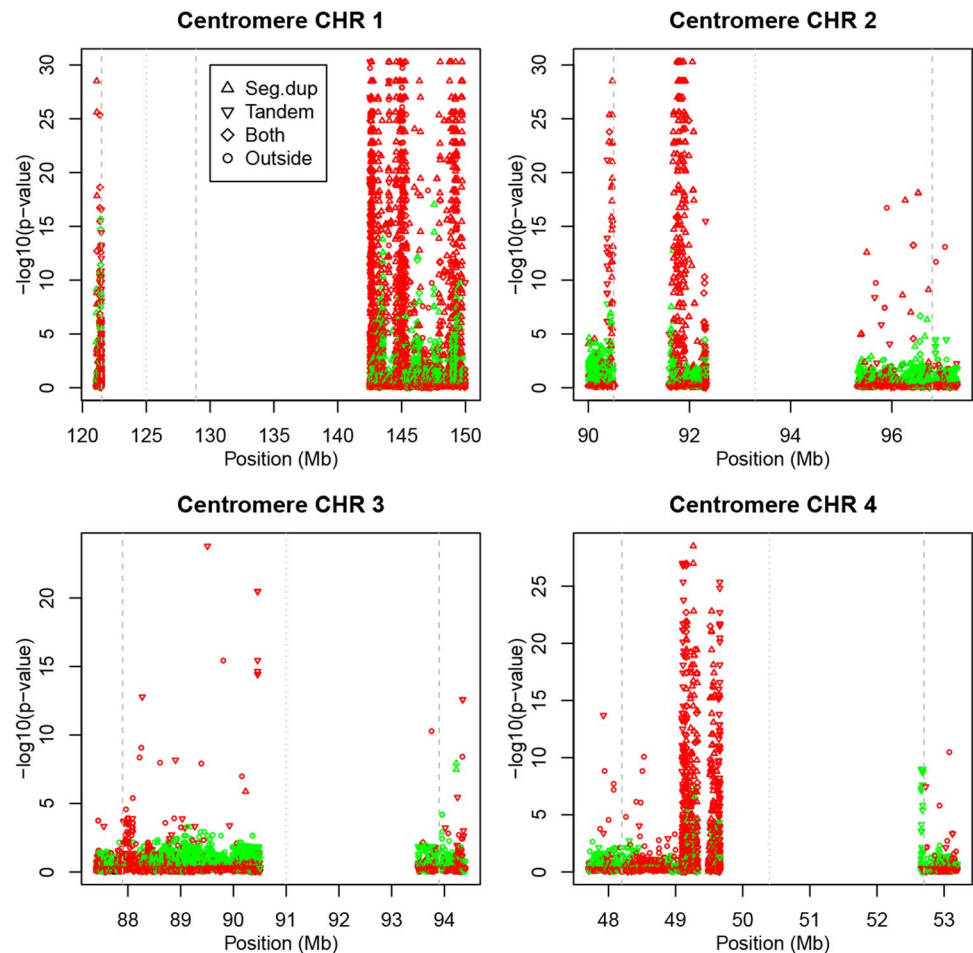 Centromere CHR 1
−log10(p−value)
30
25
20
15
10
5
0
Seg.dup
Tandem
Both
Outside
120 125 130 135 140 145 150
Position (Mb)
Centromere CHR 2
−log10(p−value)
30
25
20
15
10
5
0
90 92 94 96
Position (Mb)
Centromere CHR 3
−log10(p−value)
20
15
10
5
0
88 89 90 91 92 93 94
Position (Mb)
Centromere CHR 4
−log10(p−value)
25
20
15
10
5
0
48 49 50 51 52 53
Position (Mb)